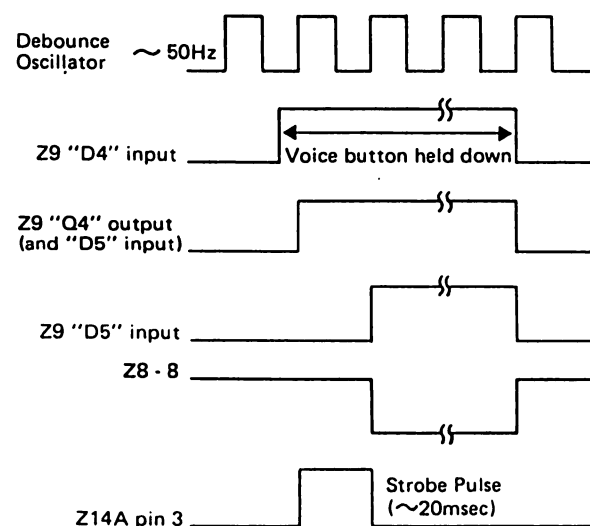 Debounce
Oscillator
~ 50Hz
Z9 "D4" input
Voice button held down
Z9 "Q4" output
(and "D5" input)
Z9 "D5" input
Z8 - 8
Strobe Pulse
(~20msec)
Z14A pin 3